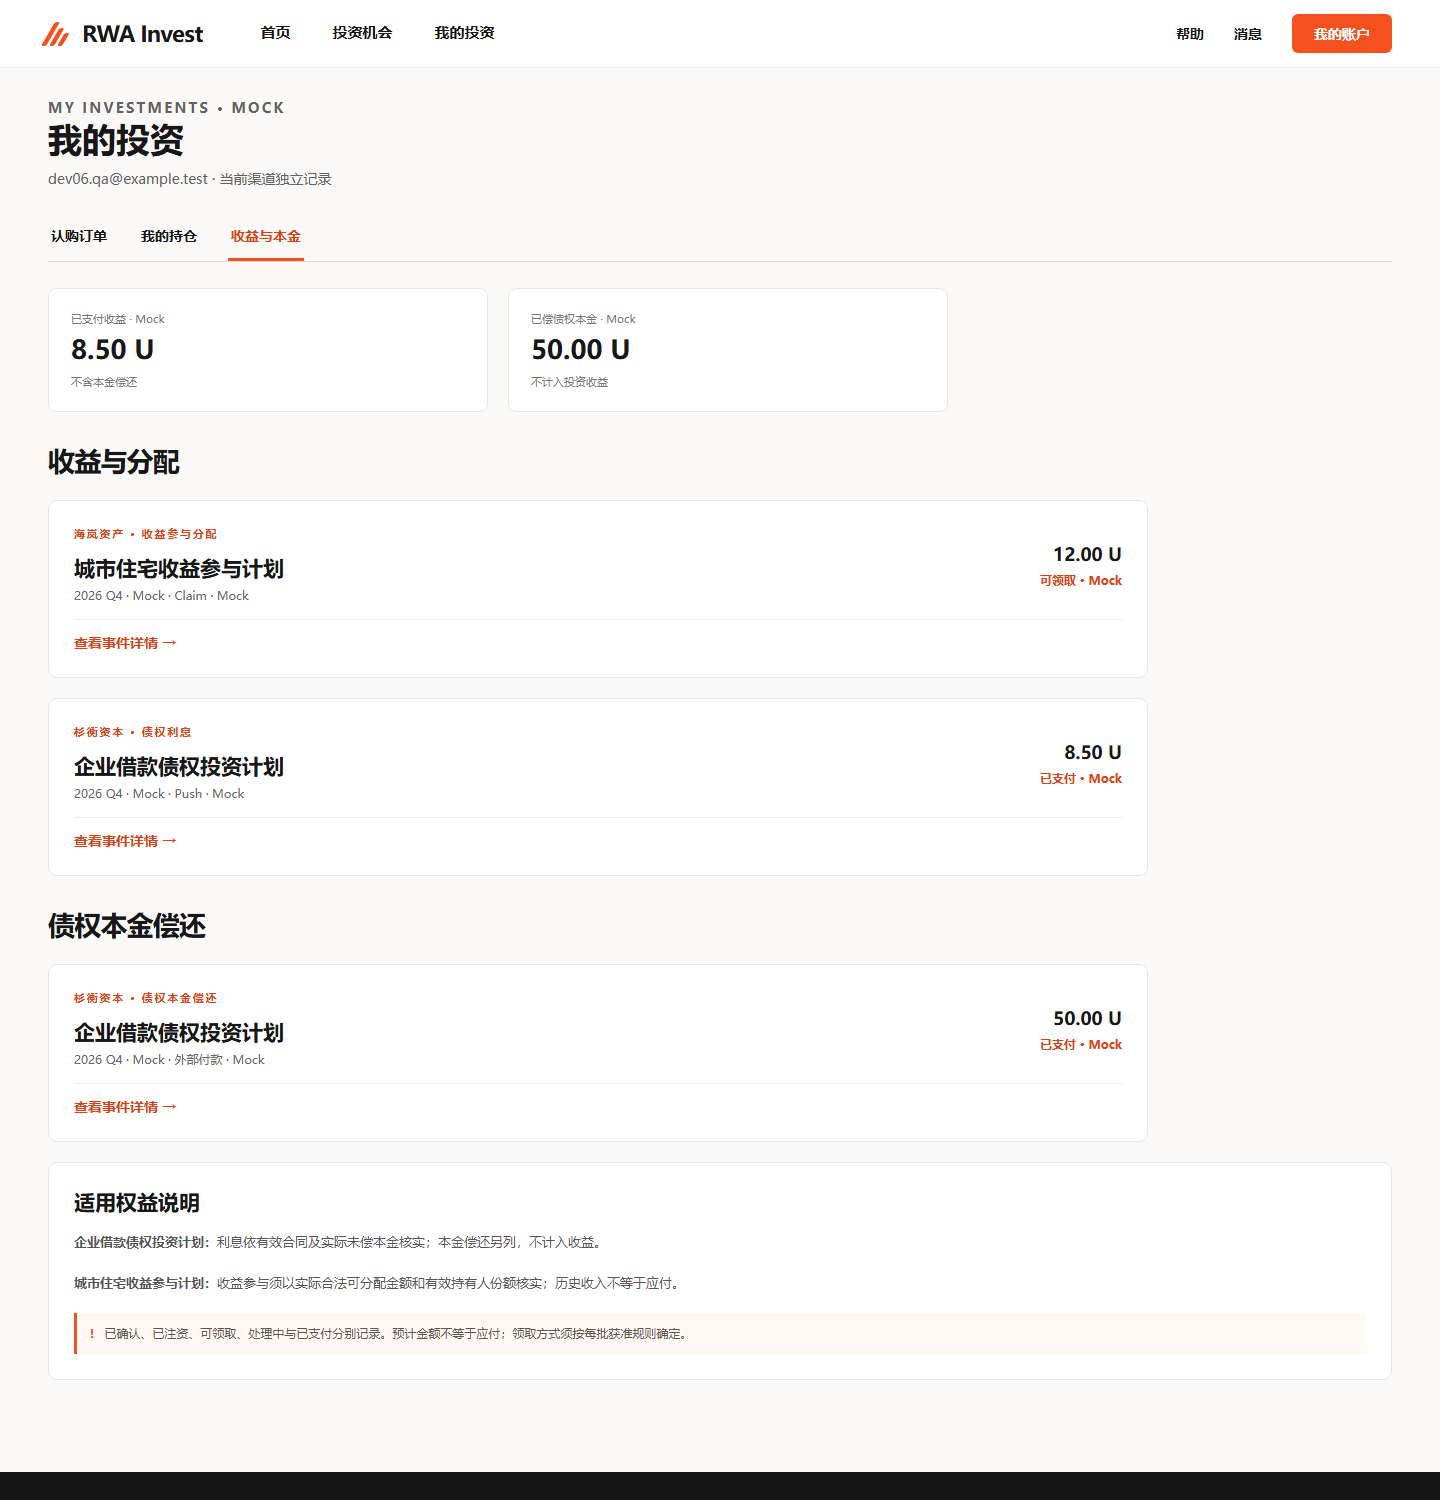 RWA Invest
首页
投资机会
我的投资
帮助
消息
我的账户
MY INVESTMENTS • MOCK
我的投资
dev06.qa@example.test · 当前渠道独立记录
认购订单
我的持仓
收益与本金
已支付收益 · Mock
8.50 U
不含本金偿还
已偿债权本金 · Mock
50.00 U
不计入投资收益
收益与分配
海岚资产 • 收益参与分配
城市住宅收益参与计划
2026 Q4 · Mock · Claim · Mock
12.00 U
可领取 • Mock
查看事件详情 →
杉衡资本 • 债权利息
企业借款债权投资计划
2026 Q4 · Mock · Push · Mock
8.50 U
已支付 • Mock
查看事件详情 →
债权本金偿还
杉衡资本 • 债权本金偿还
企业借款债权投资计划
2026 Q4 · Mock · 外部付款 · Mock
50.00 U
已支付 • Mock
查看事件详情 →
适用权益说明
企业借款债权投资计划：利息依有效合同及实际未偿本金核实；本金偿还另列，不计入收益。
城市住宅收益参与计划：收益参与须以实际合法可分配金额和有效持有人份额核实；历史收入不等于应付。
! 已确认、已注资、可领取、处理中与已支付分别记录。预计金额不等于应付；领取方式须按每批获准规则确定。